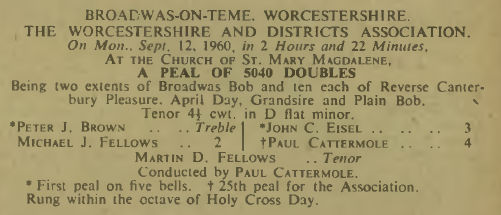 BROADWAS-ON-TEME, WORCESTERSHIRE.
THE WORCESTERSHIRE AND DISTRICTS ASSOCIATION.
On Mon., Sept. 12, 1960, in 2 Hours and 22 Minutes,
AT THE CHURCH OF ST. MARY MAGDALENE,
A PEAL OF 5040 DOUBLES
Being two extents of Broadwas Bob and ten each of Reverse Canter-
bury Pleasure, April Day, Grandsire and Plain Bob.
Tenor 4½ cwt. in D flat minor.
*PETER J. BROWN .. .. Treble | *JOHN C. EISEL .. .. .. 3
MICHAEL J. FELLOWS .. 2 | †PAUL CATTERMOLE .. .. 4
MARTIN D. FELLOWS .. Tenor
Conducted by PAUL CATTERMOLE.
* First peal on five bells. † 25th peal for the Association.
Rung within the octave of Holy Cross Day.